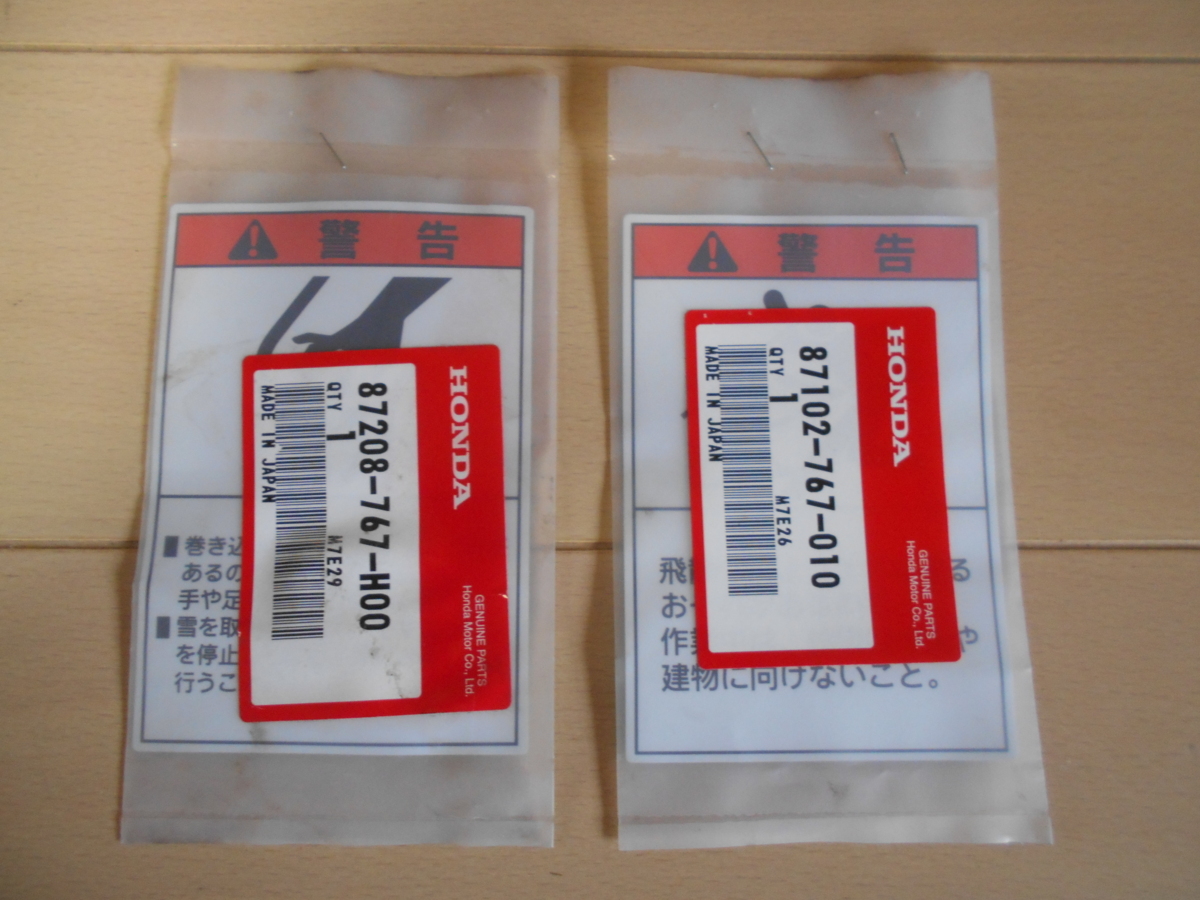 警告
HONDA
87208-767-H00
QTY 1
M7E29
MADE IN JAPAN
GENUINE PARTS
Honda Motor Co., Ltd.
■ 巻き込
あるの
手や足
■ 雪を取
を停止
行うこ
警告
HONDA
87102-767-010
QTY 1
M7E26
MADE IN JAPAN
GENUINE PARTS
Honda Motor Co., Ltd.
飛 る
お
作業 や
建物に向けないこと。